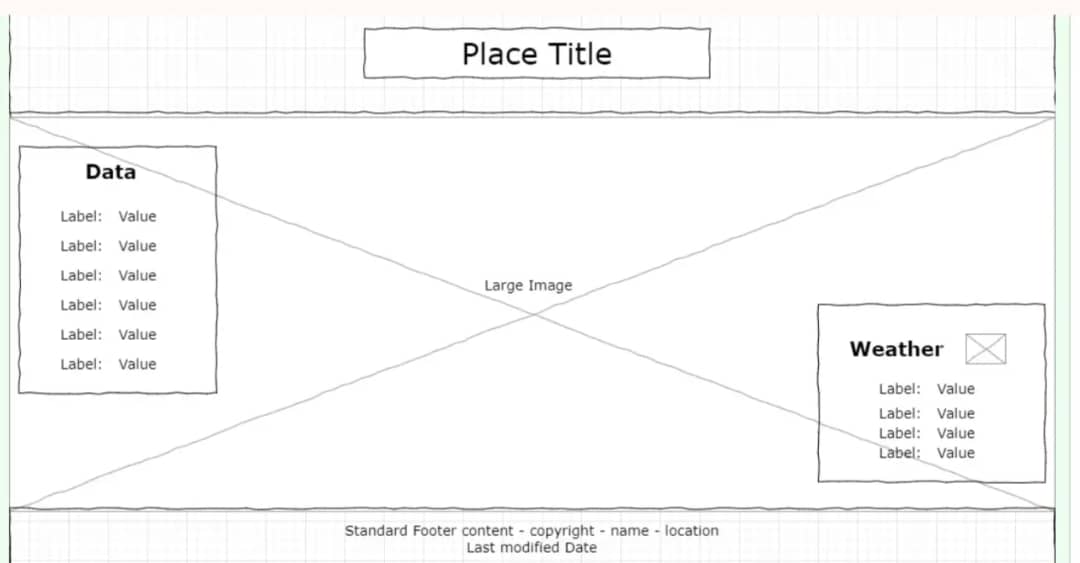 Place Title
Data
Label: Value
Label: Value
Label: Value
Label: Value
Label: Value
Label: Value
Large Image
Weather
Label: Value
Label: Value
Label: Value
Label: Value
Standard Footer content - copyright - name - location
Last modified Date